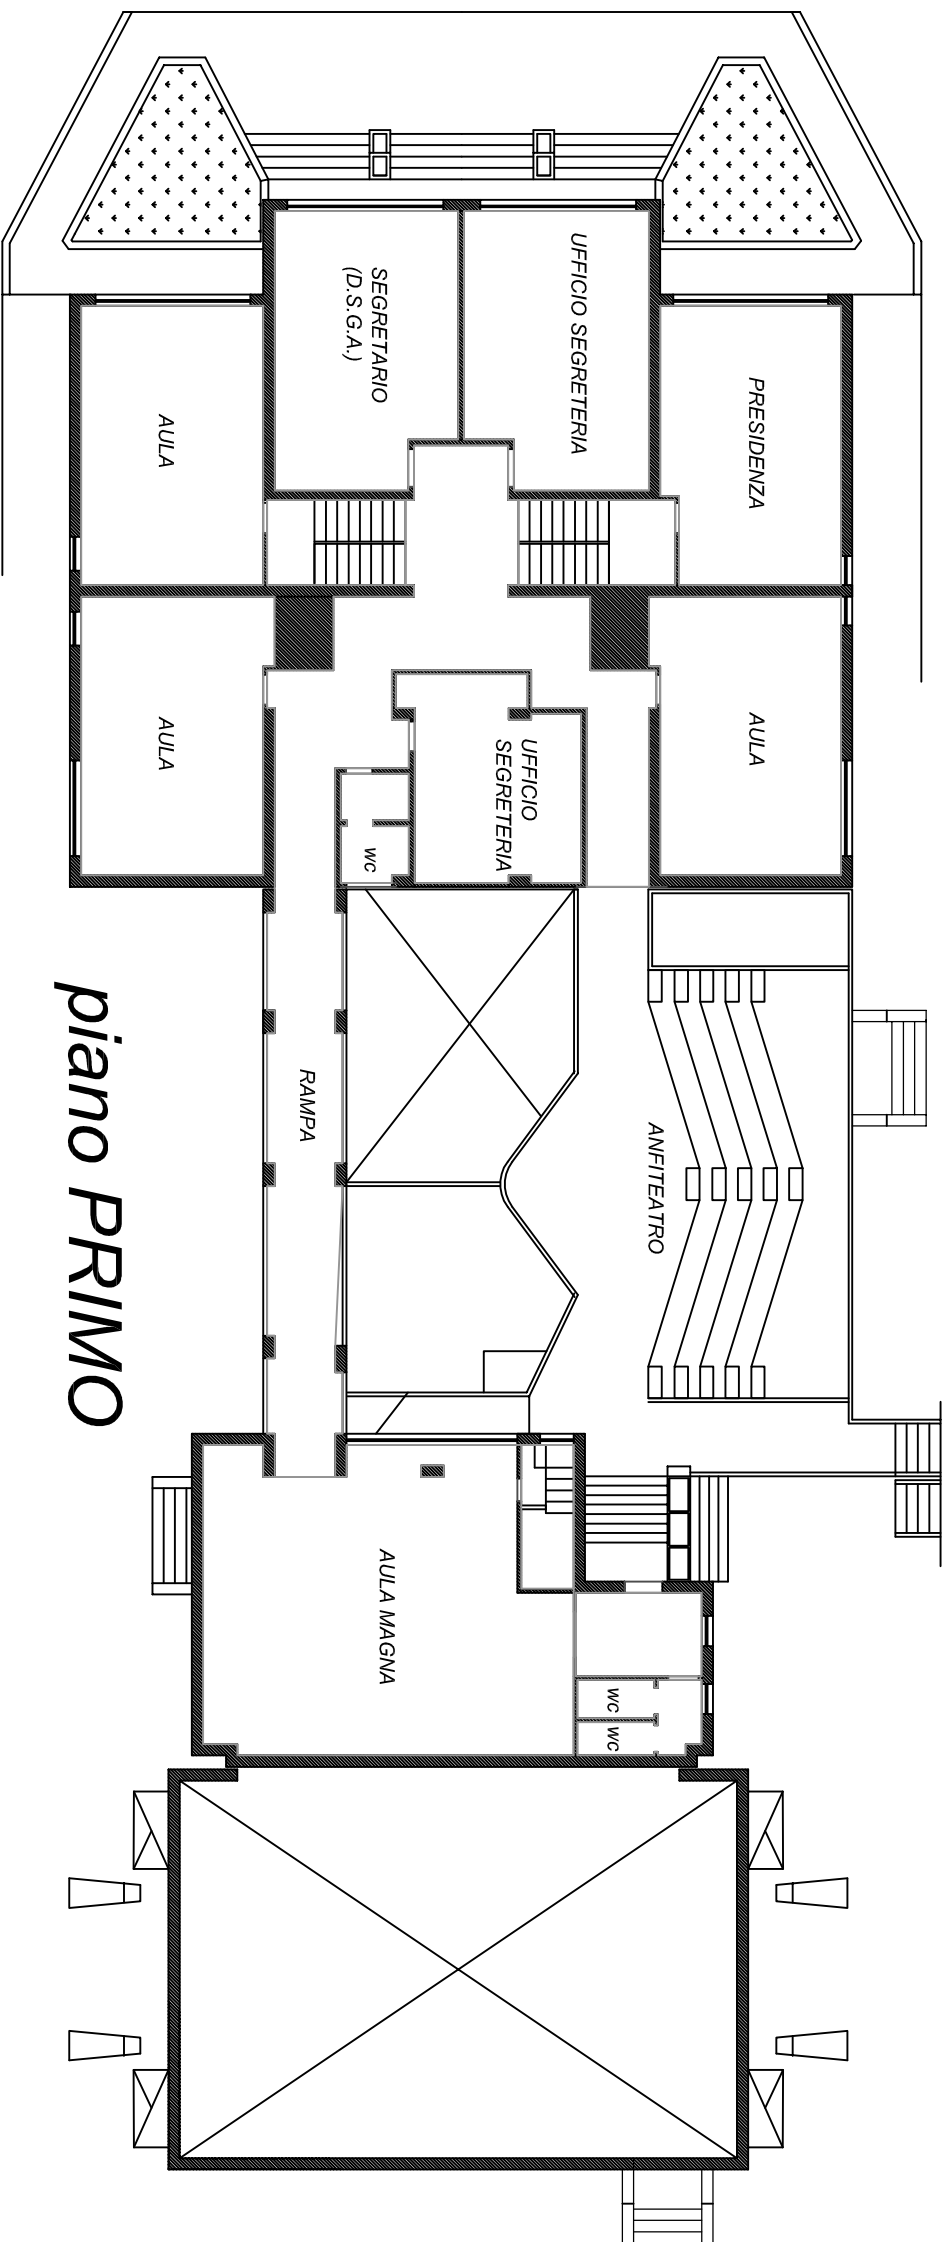 PRESIDENZA
AULA
UFFICIO SEGRETERIA
SEGRETARIO
(D.S.G.A.)
UFFICIO
SEGRETERIA
wc
AULA
AULA
ANFITEATRO
RAMPA
AULA MAGNA
wc
wc
piano PRIMO